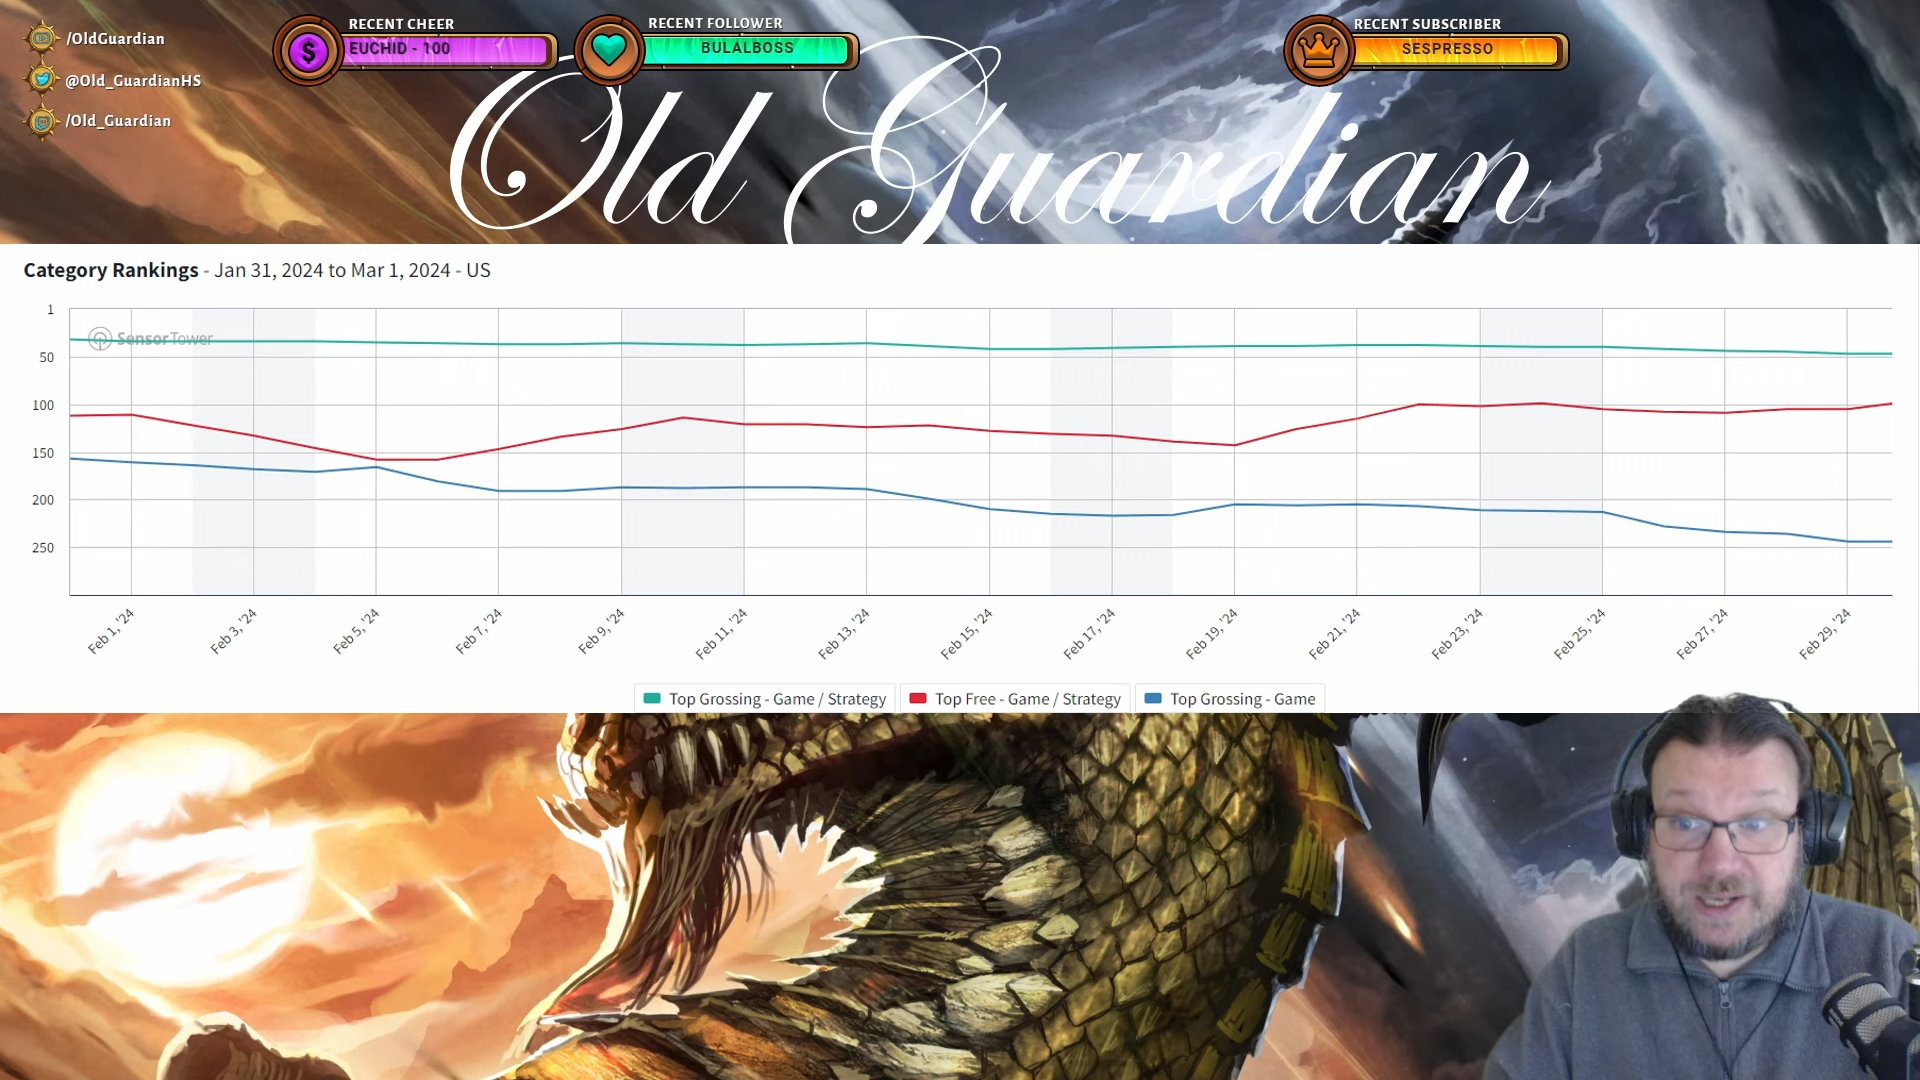 /OldGuardian
@Old_GuardianHS
/Old_Guardian
RECENT CHEER
EUCHID - 100
RECENT FOLLOWER
BULALBOSS
RECENT SUBSCRIBER
SESPRESSO
Old Guardian
Category Rankings - Jan 31, 2024 to Mar 1, 2024 - US
SensorTower
1
50
100
150
200
250
Feb 1, '24
Feb 3, '24
Feb 5, '24
Feb 7, '24
Feb 9, '24
Feb 11, '24
Feb 13, '24
Feb 15, '24
Feb 17, '24
Feb 19, '24
Feb 21, '24
Feb 23, '24
Feb 25, '24
Feb 27, '24
Feb 29, '24
Top Grossing - Game / Strategy
Top Free - Game / Strategy
Top Grossing - Game